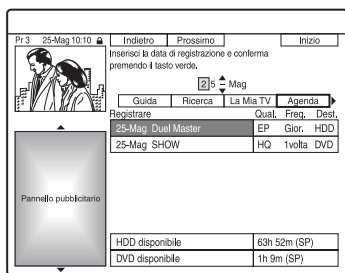 Pr 3 25-Mag 10:10 Indietro Prossimo Inizio
Inserisci la data di registrazione e conferma
premendo il tasto verde.
25 Mag
Guida Ricerca La Mia TV Agenda
Registrare Qual. Freq. Dest.
25-Mag Duel Master EP Gior. HDD
25-Mag SHOW HQ 1volta DVD
Pannello pubblicitario
HDD disponibile 63h 52m (SP)
DVD disponibile 1h 9m (SP)